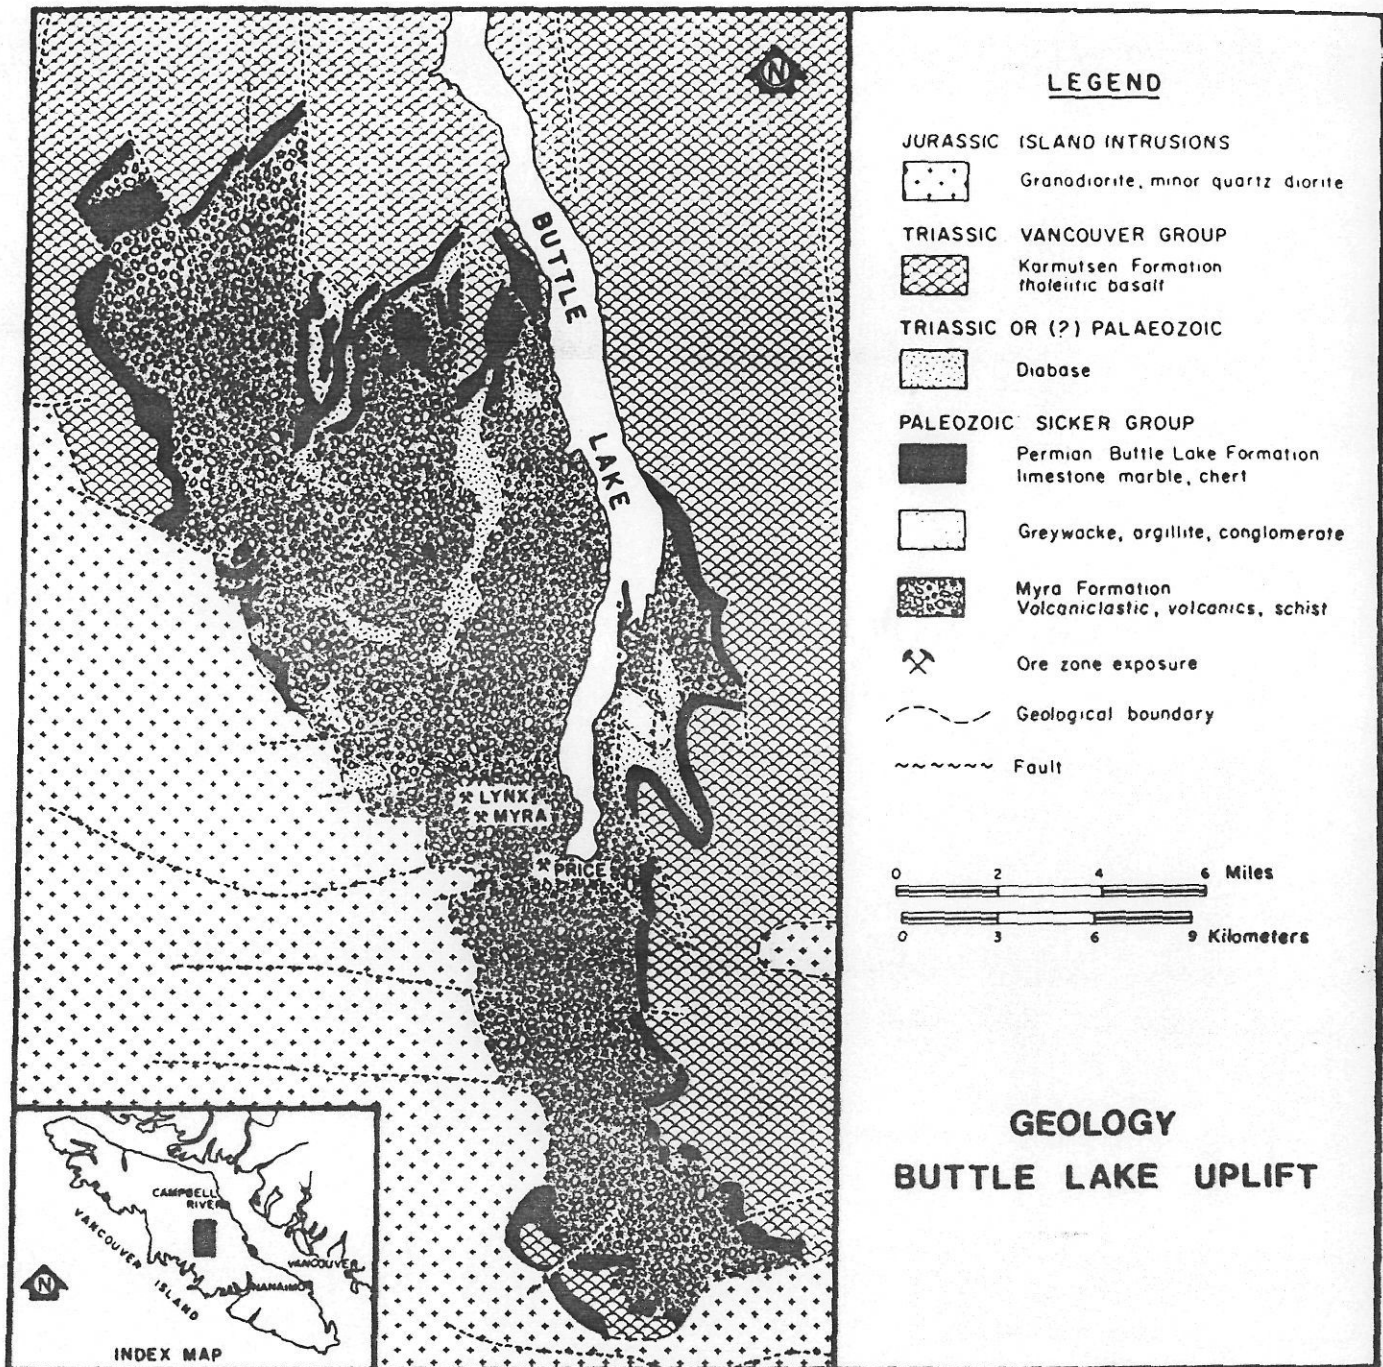 N
BUTTLE
LAKE
LYNX
MYRA
PRICE
LEGEND
JURASSIC ISLAND INTRUSIONS
Granodiorite, minor quartz diorite
TRIASSIC VANCOUVER GROUP
Karmutsen Formation
tholeiitic basalt
TRIASSIC OR (?) PALAEOZOIC
Diabase
PALEOZOIC SICKER GROUP
Permian Buttle Lake Formation
limestone marble, chert
Greywacke, argillite, conglomerate
Myra Formation
Volcaniclastic, volcanics, schist
Ore zone exposure
Geological boundary
Fault
0 2 4 6 Miles
0 3 6 9 Kilometers
GEOLOGY
BUTTLE LAKE UPLIFT
CAMPBELL
RIVER
VANCOUVER ISLAND
VANCOUVER
NANAIMO
N
INDEX MAP